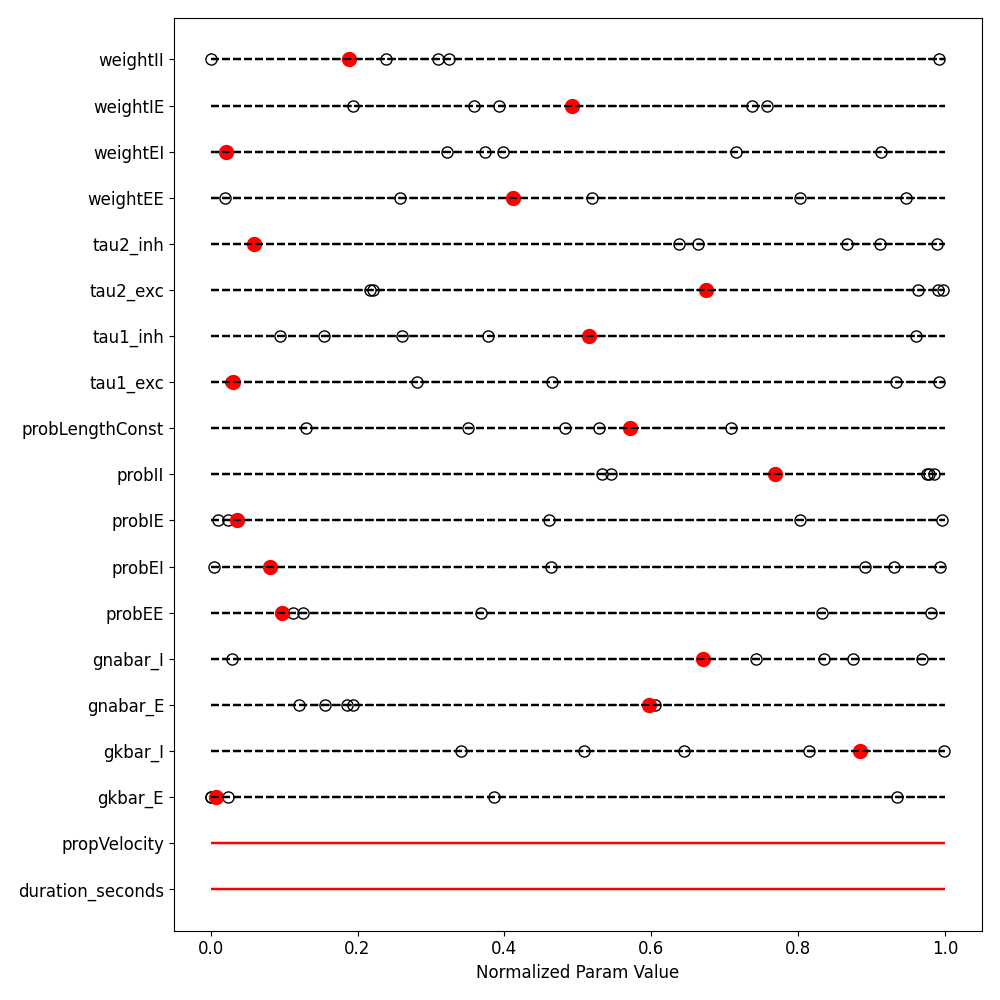 weightII
weightIE
weightEI
weightEE
tau2_inh
tau2_exc
tau1_inh
tau1_exc
probLengthConst
probII
probIE
probEI
probEE
gnabar_I
gnabar_E
gkbar_I
gkbar_E
propVelocity
duration_seconds
0.0 0.2 0.4 0.6 0.8 1.0
Normalized Param Value